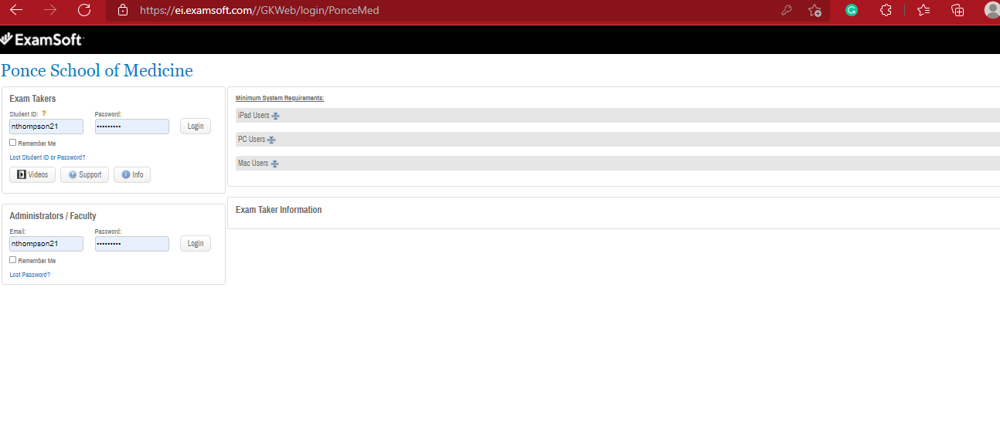 https://ei.examsoft.com//GKWeb/login/PonceMed
ExamSoft
Ponce School of Medicine
Exam Takers
Student ID: ?
Password:
nthompson21
•••••••••
Login
Remember Me
Lost Student ID or Password?
Videos
Support
Info
Administrators / Faculty
Email:
Password:
nthompson21
•••••••••
Login
Remember Me
Lost Password?
Minimum System Requirements:
iPad Users
PC Users
Mac Users
Exam Taker Information